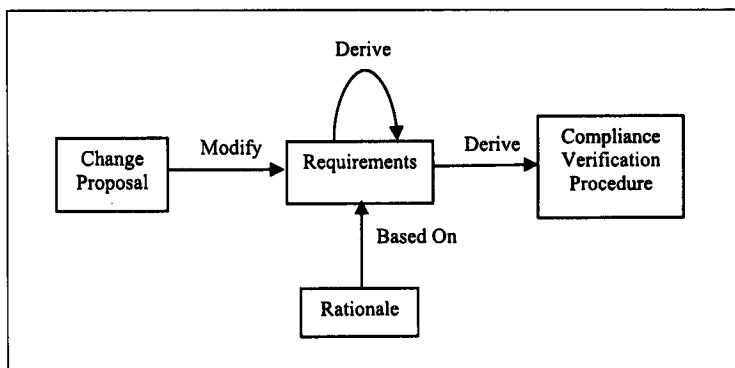 Derive
Change
Proposal
Modify
Requirements
Derive
Compliance
Verification
Procedure
Based On
Rationale